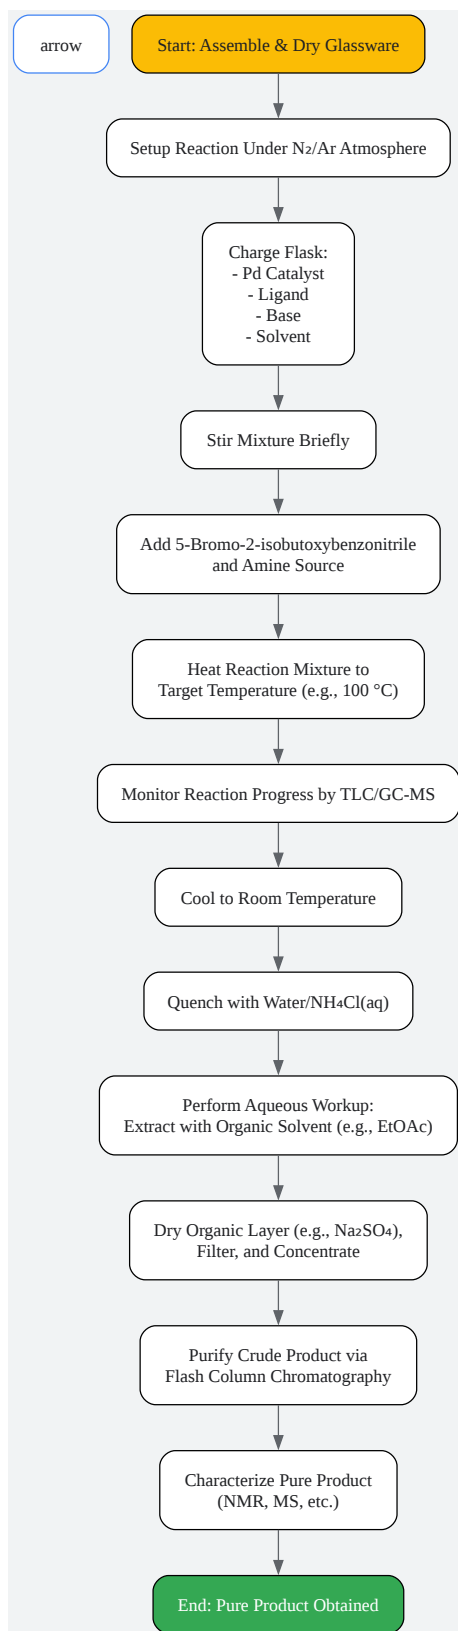 arrow
Start: Assemble & Dry Glassware
Setup Reaction Under N₂/Ar Atmosphere
Charge Flask:
- Pd Catalyst
- Ligand
- Base
- Solvent
Stir Mixture Briefly
Add 5-Bromo-2-isobutoxybenzonitrile
and Amine Source
Heat Reaction Mixture to
Target Temperature (e.g., 100 °C)
Monitor Reaction Progress by TLC/GC-MS
Cool to Room Temperature
Quench with Water/NH₄Cl(aq)
Perform Aqueous Workup:
Extract with Organic Solvent (e.g., EtOAc)
Dry Organic Layer (e.g., Na₂SO₄),
Filter, and Concentrate
Purify Crude Product via
Flash Column Chromatography
Characterize Pure Product
(NMR, MS, etc.)
End: Pure Product Obtained